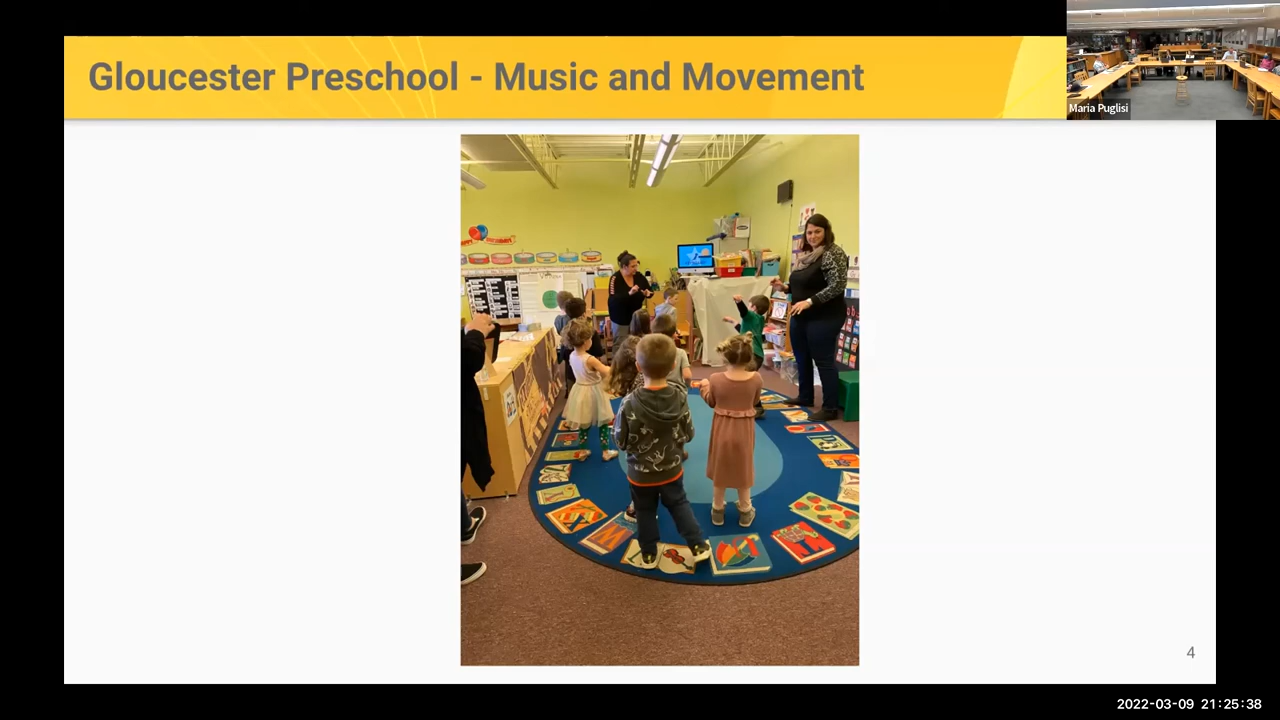 Gloucester Preschool - Music and Movement
Maria Puglisi
4
2022-03-09 21:25:38